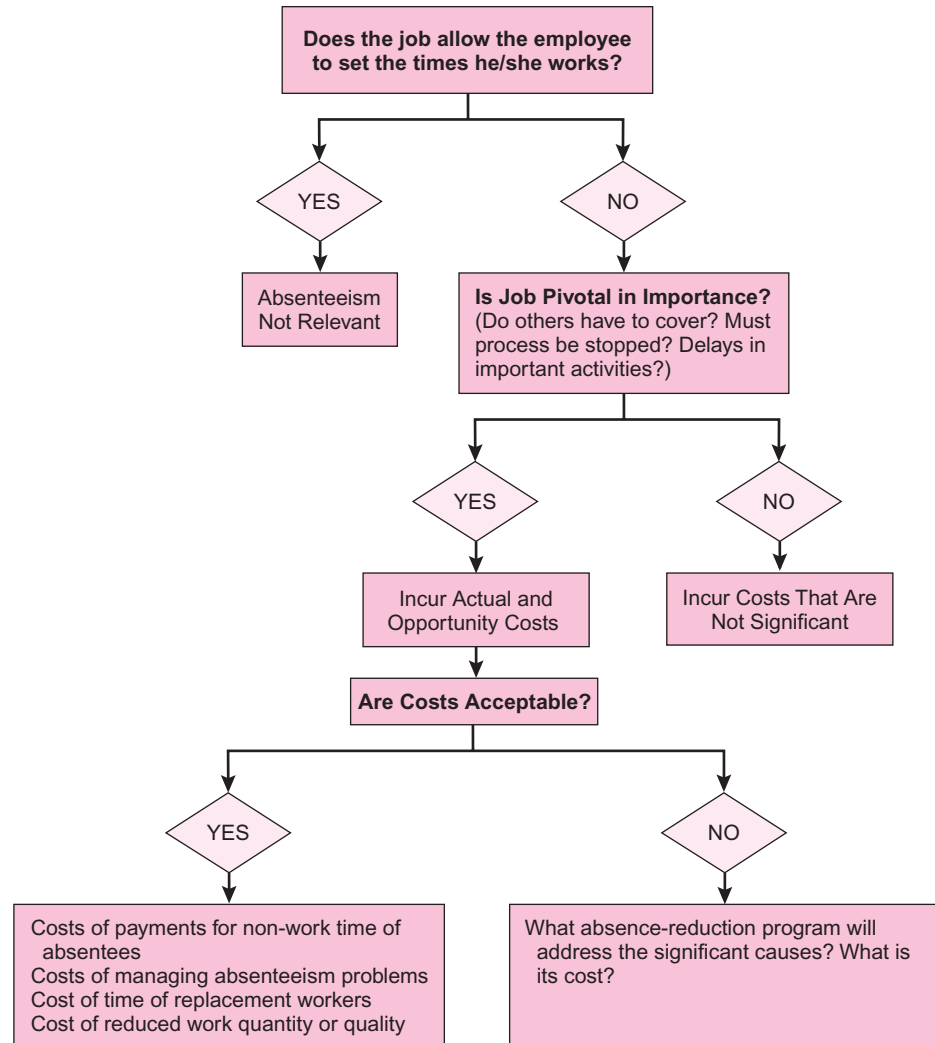 Does the job allow the employee
to set the times he/she works?
YES
NO
Absenteeism
Not Relevant
Is Job Pivotal in Importance?
(Do others have to cover? Must
process be stopped? Delays in
important activities?)
YES
NO
Incur Actual and
Opportunity Costs
Incur Costs That Are
Not Significant
Are Costs Acceptable?
YES
NO
Costs of payments for non-work time of
absentees
Costs of managing absenteeism problems
Cost of time of replacement workers
Cost of reduced work quantity or quality
What absence-reduction program will
address the significant causes? What is
its cost?